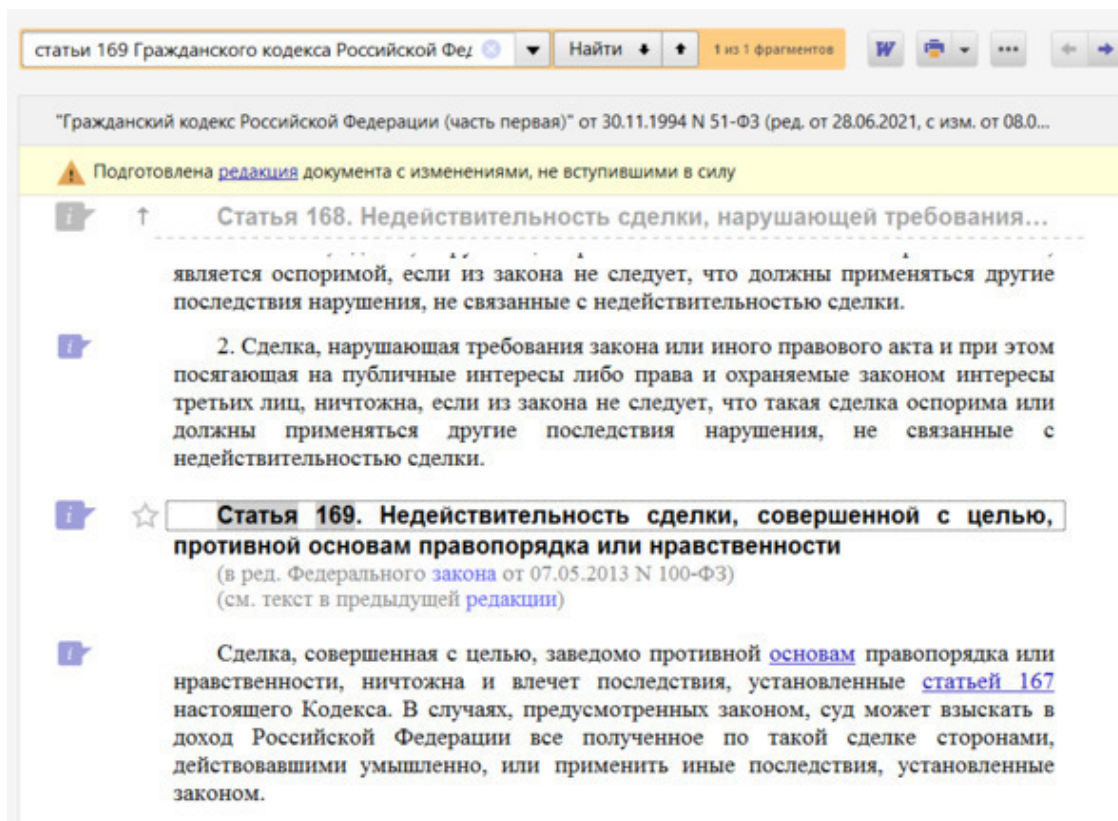 статьи 169 Гражданского кодекса Российской Фед
Найти
1 из 1 фрагментов
W
"Гражданский кодекс Российской Федерации (часть первая)" от 30.11.1994 N 51-ФЗ (ред. от 28.06.2021, с изм. от 08.0...
Подготовлена редакция документа с изменениями, не вступившими в силу
Статья 168. Недействительность сделки, нарушающей требования...
является оспоримой, если из закона не следует, что должны применяться другие
последствия нарушения, не связанные с недействительностью сделки.
2. Сделка, нарушающая требования закона или иного правового акта и при этом
посягающая на публичные интересы либо права и охраняемые законом интересы
третьих лиц, ничтожна, если из закона не следует, что такая сделка оспорима или
должны применяться другие последствия нарушения, не связанные с
недействительностью сделки.
Статья 169. Недействительность сделки, совершенной с целью,
противной основам правопорядка или нравственности
(в ред. Федерального закона от 07.05.2013 N 100-ФЗ)
(см. текст в предыдущей редакции)
Сделка, совершенная с целью, заведомо противной основам правопорядка или
нравственности, ничтожна и влечет последствия, установленные статьей 167
настоящего Кодекса. В случаях, предусмотренных законом, суд может взыскать в
доход Российской Федерации все полученное по такой сделке сторонами,
действовавшими умышленно, или применить иные последствия, установленные
законом.